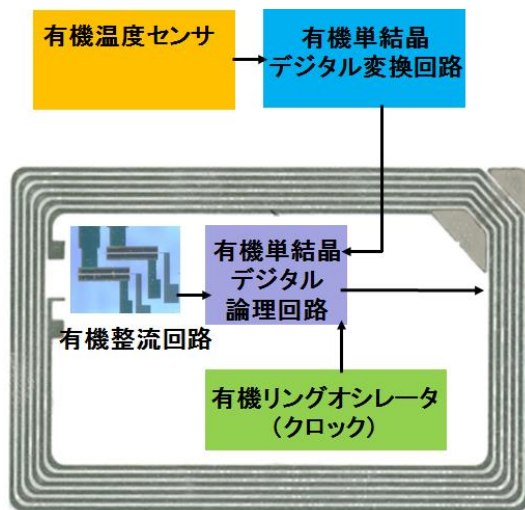 有機温度センサ
有機単結晶
デジタル変換回路
有機単結晶
デジタル
論理回路
有機整流回路
有機リングオシレータ
（クロック）